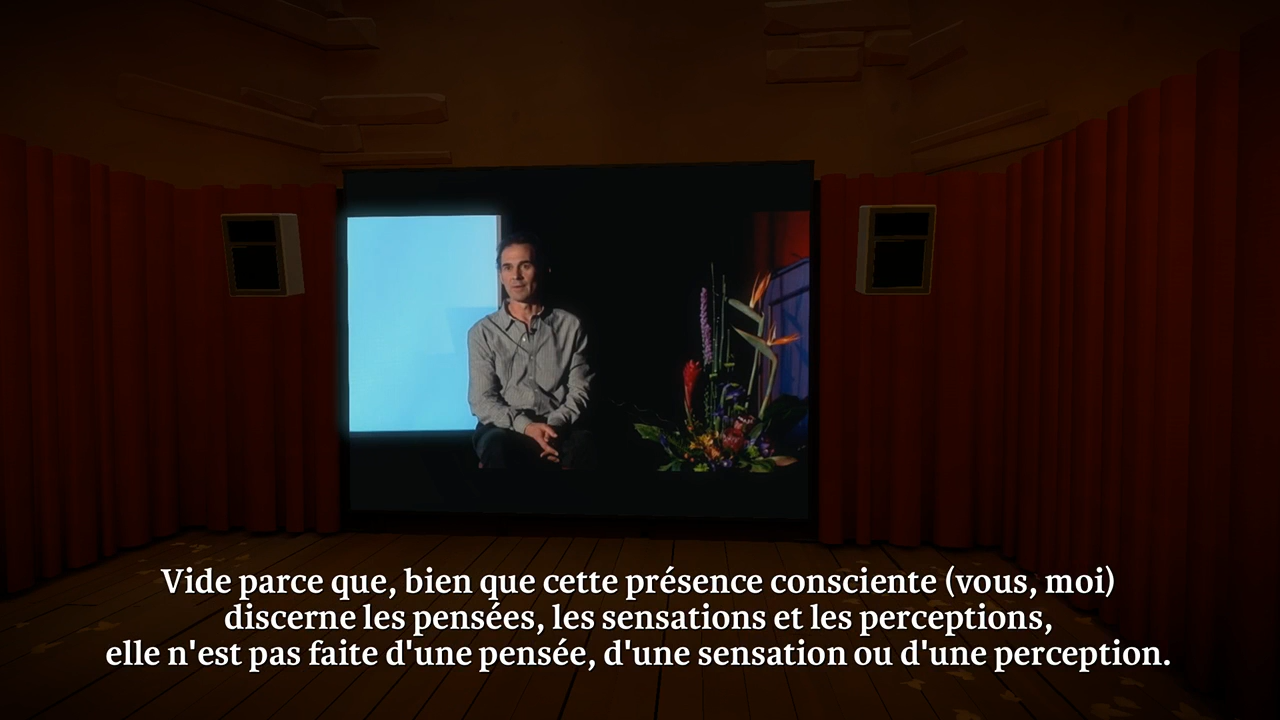 Vide parce que, bien que cette présence consciente (vous, moi)
discerne les pensées, les sensations et les perceptions,
elle n'est pas faite d'une pensée, d'une sensation ou d'une perception.